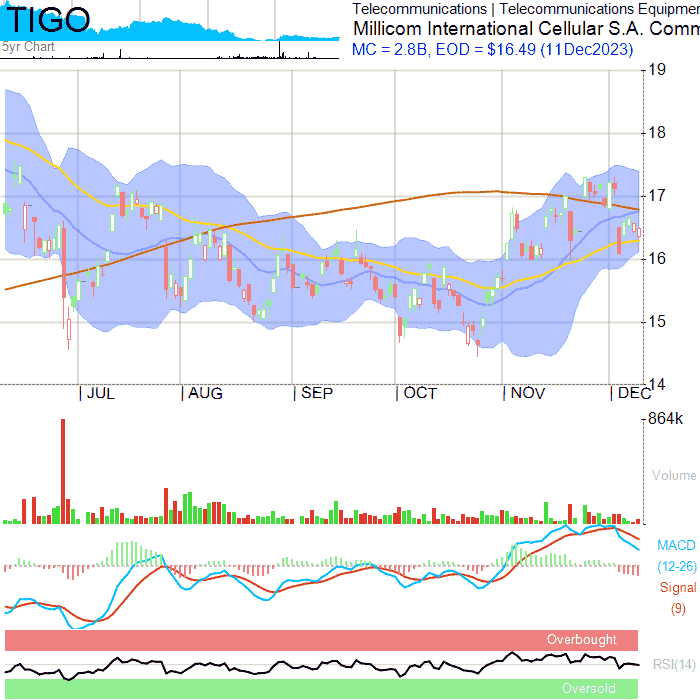 TIGO
Telecommunications | Telecommunications Equipmen
5yr Chart
Millicom International Cellular S.A. Comm
MC = 2.8B, EOD = $16.49 (11Dec2023)
19
18
17
16
15
14
| JUL
| AUG
| SEP
| OCT
| NOV
| DEC
864k
Volume
MACD
(12-26)
Signal
(9)
Overbought
RSI(14)
Oversold